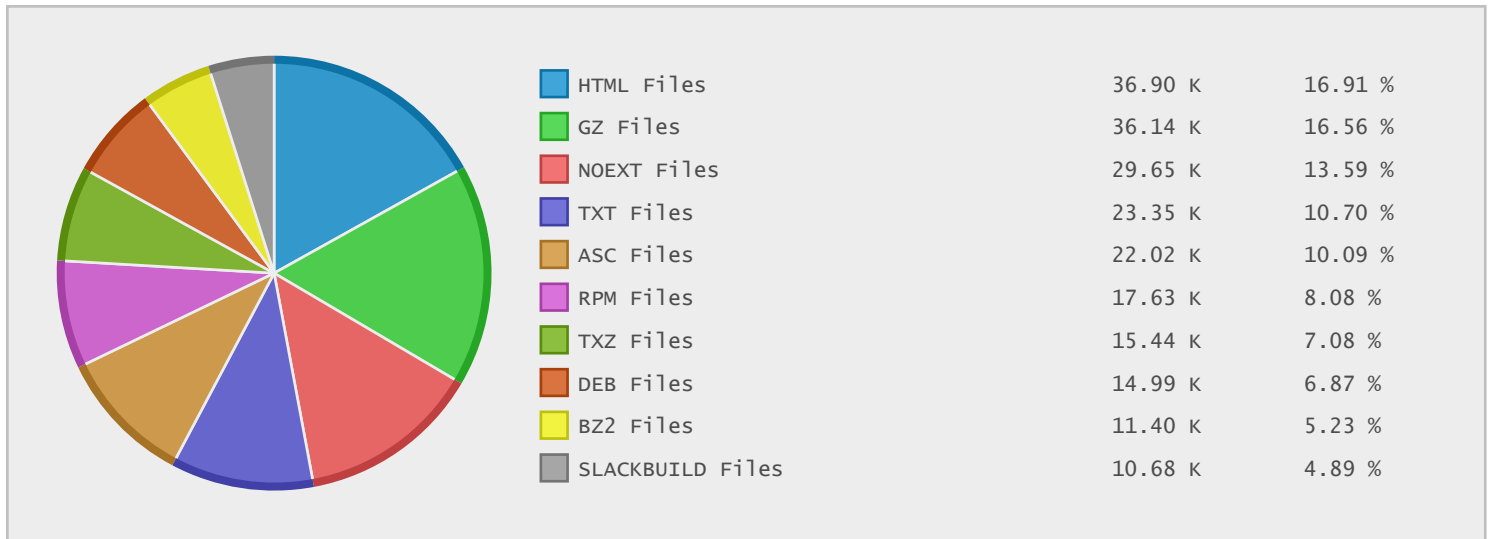 HTML Files 36.90 K 16.91 %
GZ Files 36.14 K 16.56 %
NOEXT Files 29.65 K 13.59 %
TXT Files 23.35 K 10.70 %
ASC Files 22.02 K 10.09 %
RPM Files 17.63 K 8.08 %
TXZ Files 15.44 K 7.08 %
DEB Files 14.99 K 6.87 %
BZ2 Files 11.40 K 5.23 %
SLACKBUILD Files 10.68 K 4.89 %